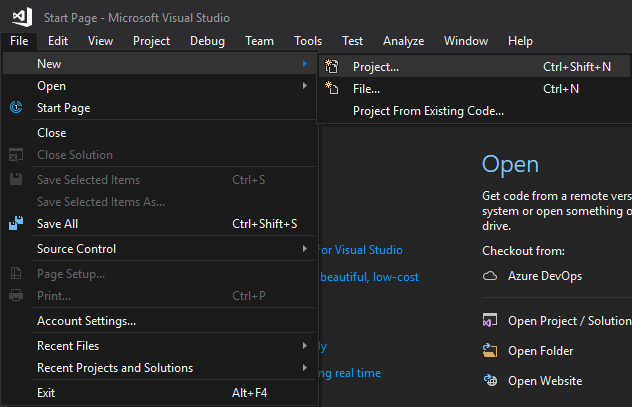 Start Page - Microsoft Visual Studio
File Edit View Project Debug Team Tools Test Analyze Window Help
New
Open
Start Page
Close
Close Solution
Save Selected Items Ctrl+S
Save Selected Items As...
Save All Ctrl+Shift+S
Source Control
Page Setup...
Print... Ctrl+P
Account Settings...
Recent Files
Recent Projects and Solutions
Exit Alt+F4
Project... Ctrl+Shift+N
File... Ctrl+N
Project From Existing Code...
for Visual Studio
beautiful, low-cost
ng real time
Open
Get code from a remote vers
system or open something o
drive.
Checkout from:
Azure DevOps
Open Project / Solution
Open Folder
Open Website